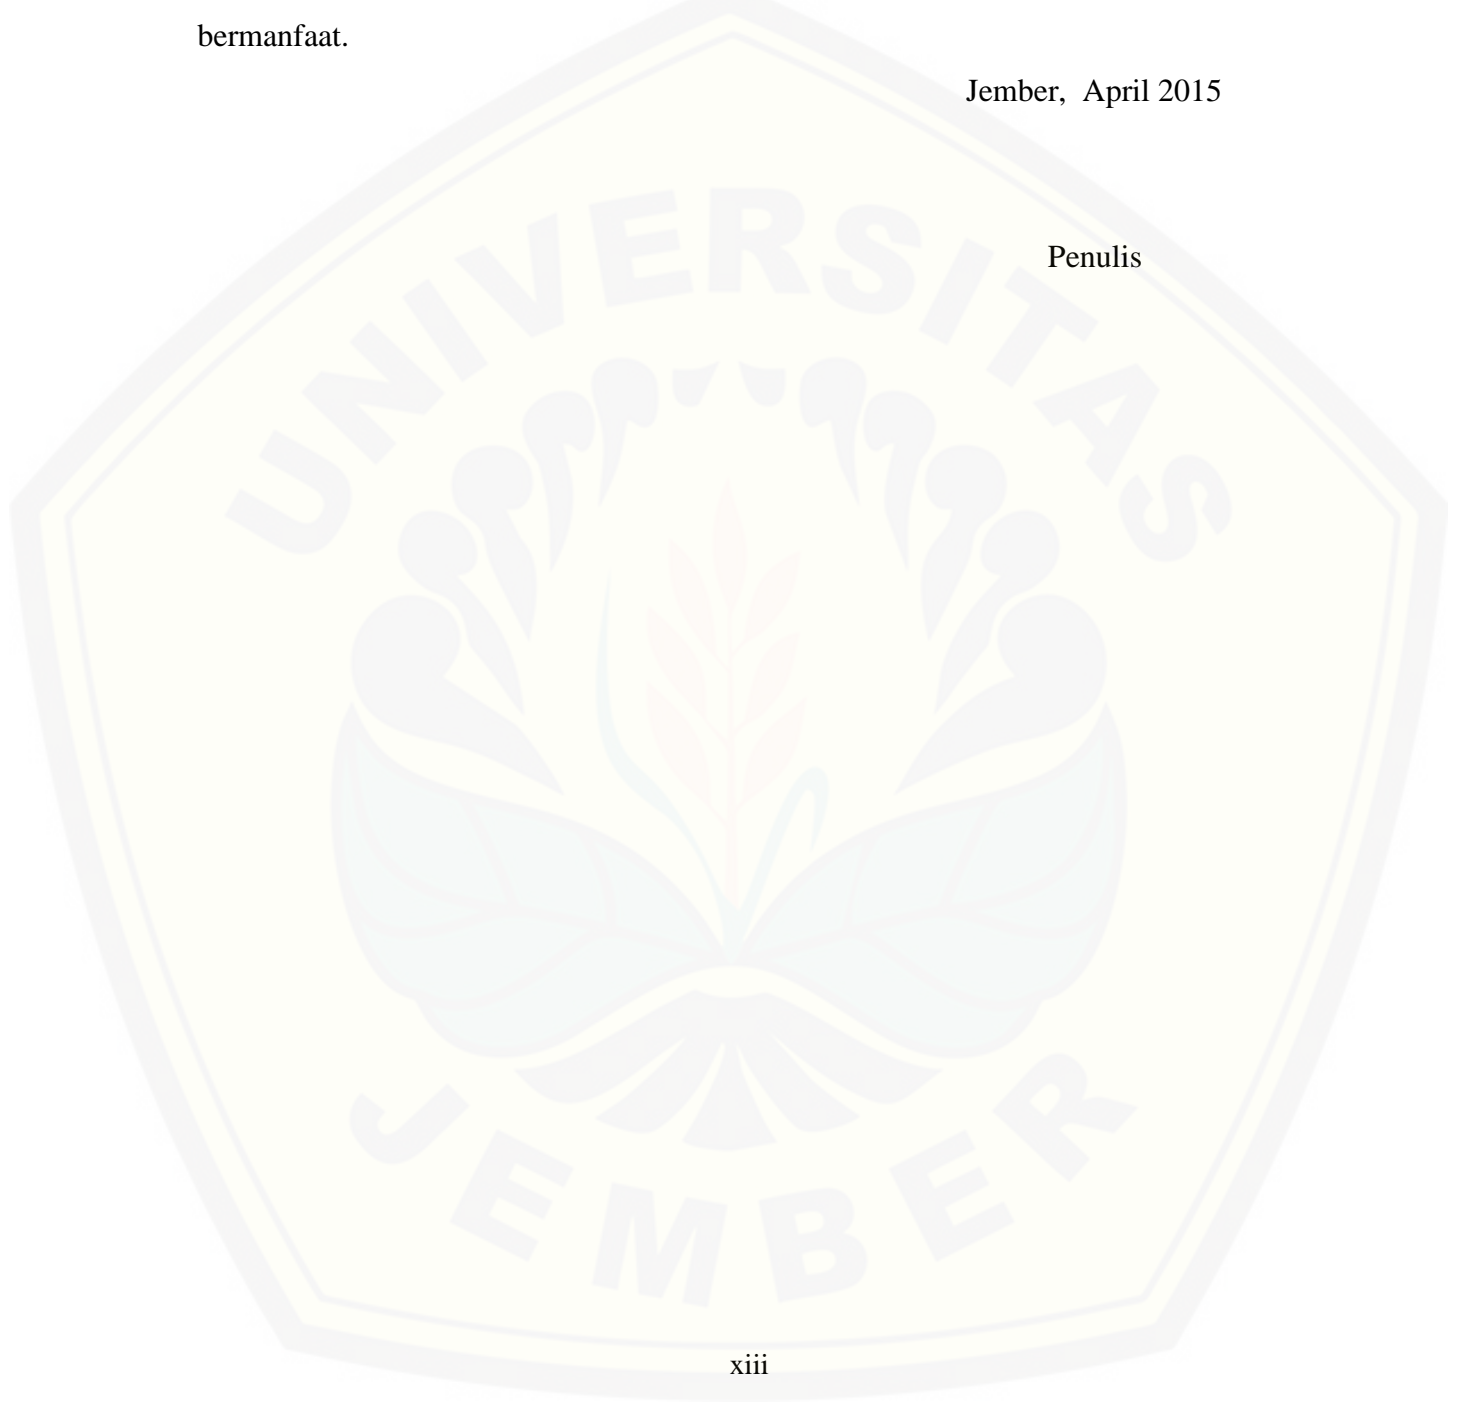 bermanfaat.
Jember,  April 2015
UNIVERSITAS
Penulis
JEMBER
xiii